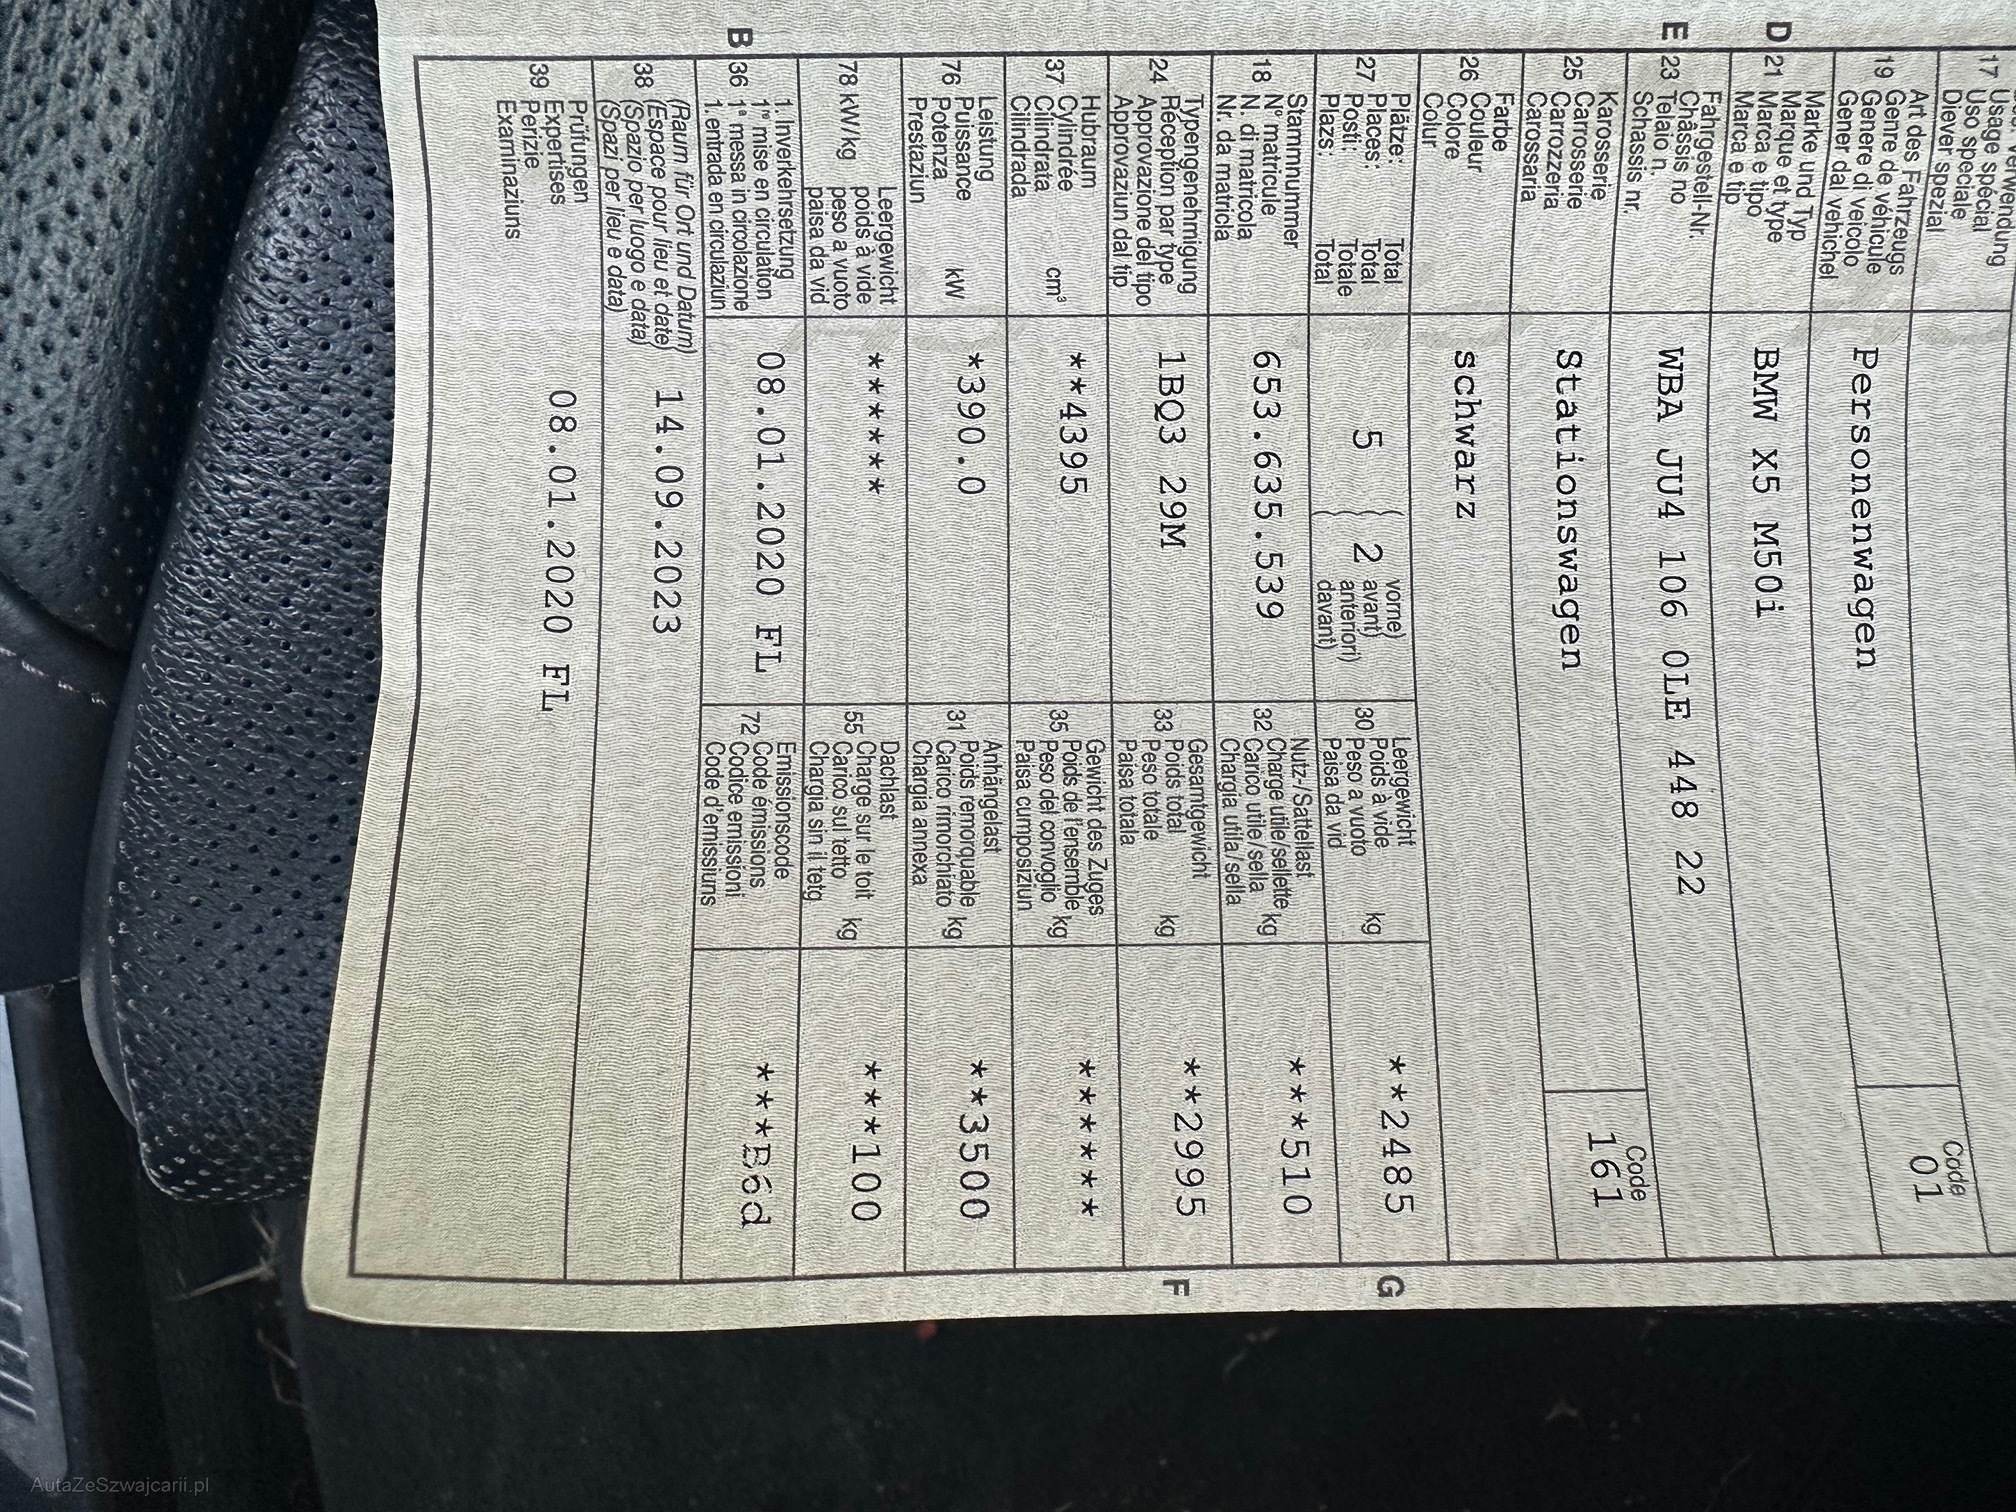 Usage spécial
17 Uso speciale
Diever spezial
Art des Fahrzeugs
Genre de véhicule
19 Genere di veicolo
Gener dal vehichel
Personenwagen
Code
01
Marke und Typ
Marque et type
D 21 Marca e tipo
Marca e tip
BMW X5 M50i
Fahrgestell-Nr.
Châssis no
E 23 Telaio n.
Schassis nr.
WBA JU4 106 0LE 448 22
Karosserie
Carrosserie
25 Carrozzeria
Carossaria
Stationswagen
Code
161
Farbe
Couleur
26 Colore
Colur
schwarz
Plätze: Total
Places: Total
27 Posti: Totale
Plazs: Total
5
2
vorne)
avant)
anteriori)
davant)
Leergewicht
Poids à vide
30 Peso a vuoto kg
Paisa da vid
**2485 G
Stammnummer
N° matricule
18 N. di matricola
Nr. da matricla
653.635.539
Nutz-/Sattellast
Charge utile/sellette
32 Carico utile/sella kg
Chargia utila/sella
***510
Typengenehmigung
Réception par type
24 Approvazione del tipo
Approvaziun dal tip
1BQ3 29M
Gesamtgewicht
Poids total
33 Peso totale kg
Paisa totala
**2995 F
Hubraum
Cylindrée
37 Cilindrata cm³
Cilindrada
**4395
Gewicht des Zuges
Poids de l'ensemble
35 Peso del convoglio kg
Paisa cumposiziun
******
Leistung
Puissance
76 Potenza kW
Prestaziun
*390.0
Anhängelast
Poids remorquable
31 Carico rimorchiato kg
Chargia annexa
**3500
Leergewicht
poids à vide
78 kW/kg peso a vuoto
paisa da vid
******
Dachlast
Charge sur le toit
55 Carico sul tetto kg
Chargia sin il tetg
***100
1. Inverkehrsetzung
1re mise en circulation
B 36 1a messa in circolazione
1. entrada en circulaziun
08.01.2020 FL
Emissionscode
Code émissions
72 Codice emissioni
Code d'emissiuns
***B6d
(Raum für Ort und Datum)
(Espace pour lieu et date)
38 (Spazio per luogo e data)
(Spazi per lieu e data)
14.09.2023
Prüfungen
Expertises
39 Perizie
Examinaziuns
08.01.2020 FL
AutaZeSzwajcarii.pl